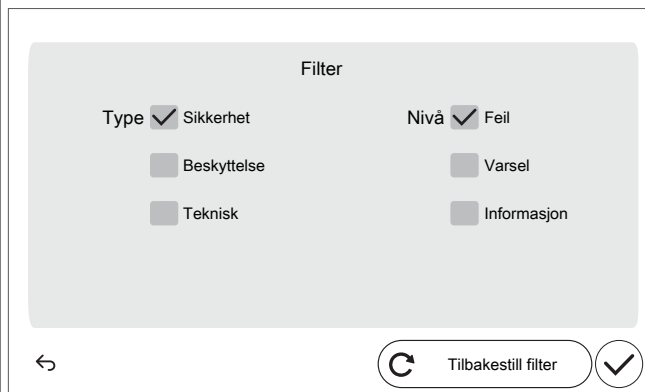 Filter
Type Sikkerhet Nivå Feil
Beskyttelse Varsel
Teknisk Informasjon
Tilbakestill filter